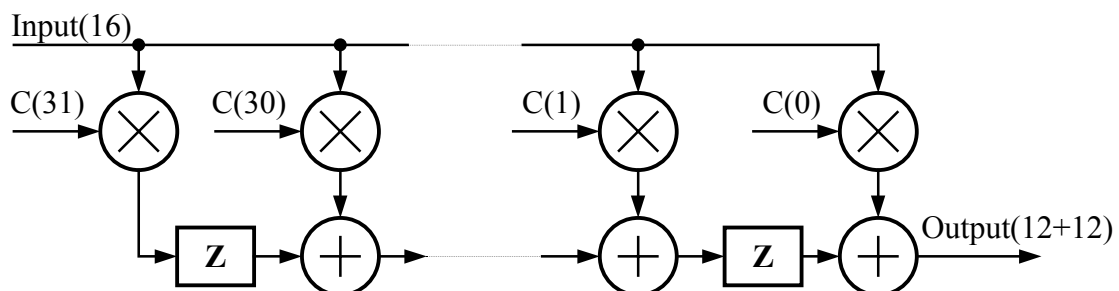 Input(16)
C(31)
C(30)
C(1)
C(0)
Z
Z
Output(12+12)